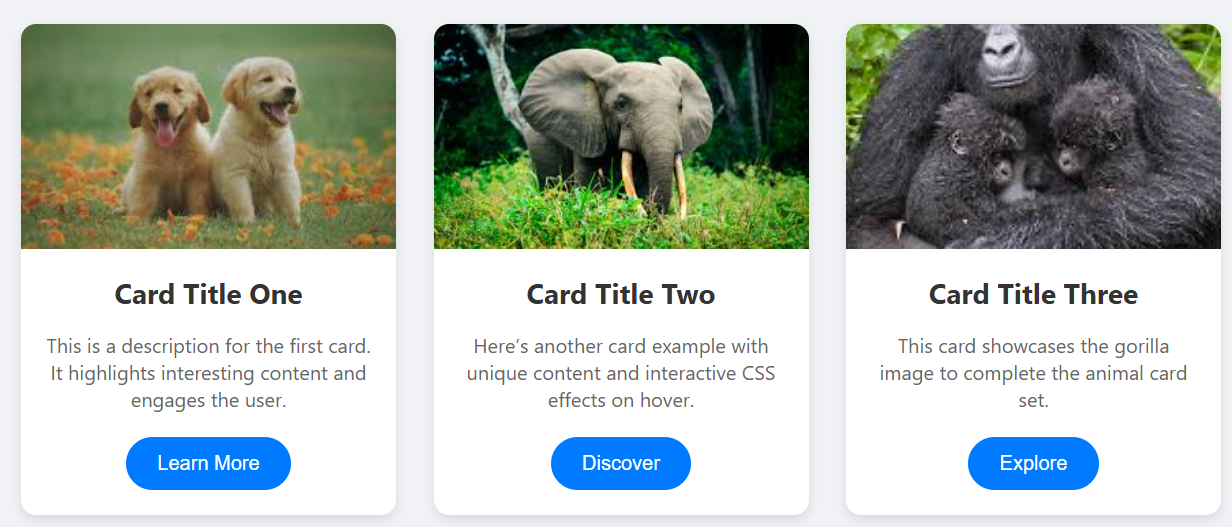 Card Title One
This is a description for the first card.
It highlights interesting content and
engages the user.
Learn More
Card Title Two
Here’s another card example with
unique content and interactive CSS
effects on hover.
Discover
Card Title Three
This card showcases the gorilla
image to complete the animal card
set.
Explore